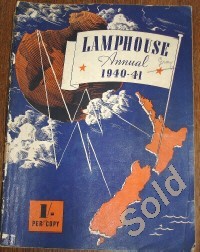 LAMPHOUSE
Annual
1940-41
1/-
PER COPY
Sold